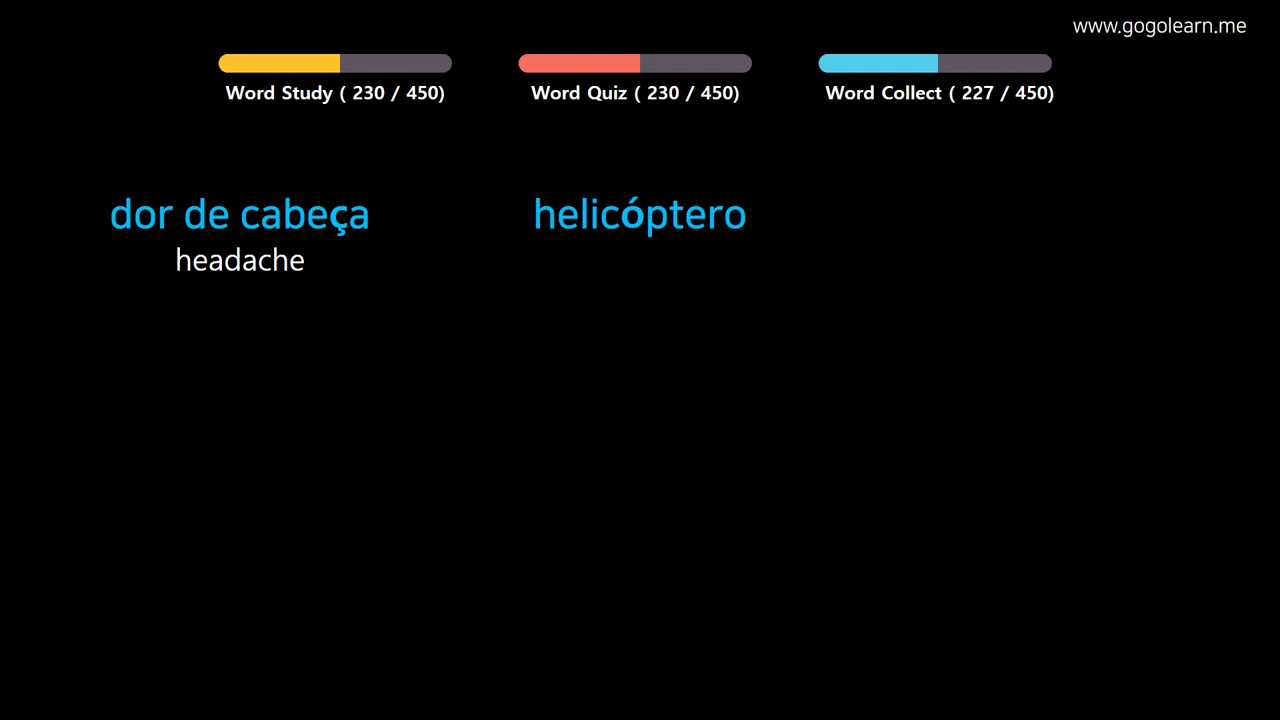 www.gogolearn.me
Word Study ( 230 / 450)
Word Quiz ( 230 / 450)
Word Collect ( 227 / 450)
dor de cabeça
headache
helicóptero